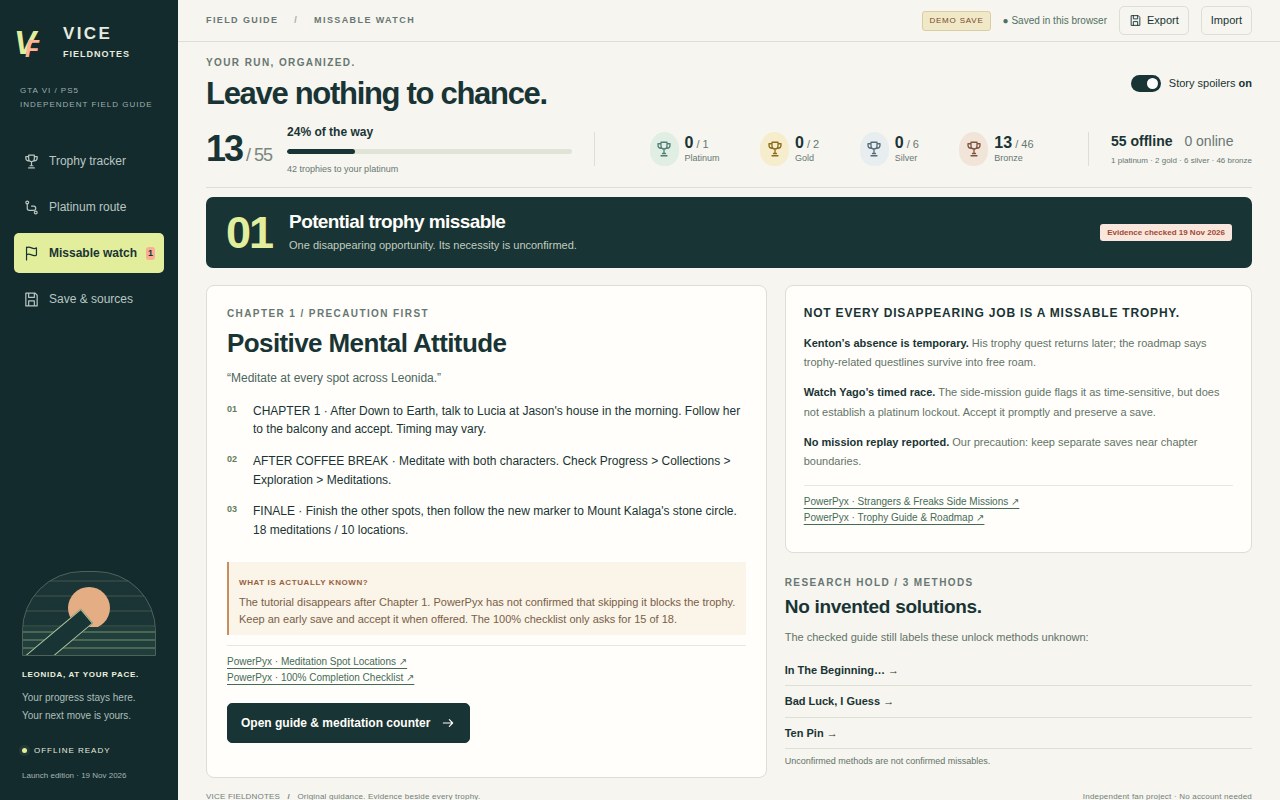 VF
VICE
FIELDNOTES
GTA VI / PS5
INDEPENDENT FIELD GUIDE
Trophy tracker
Platinum route
Missable watch 1
Save & sources
LEONIDA, AT YOUR PACE.
Your progress stays here.
Your next move is yours.
OFFLINE READY
Launch edition · 19 Nov 2026
FIELD GUIDE / MISSABLE WATCH
DEMO SAVE
● Saved in this browser
Export
Import
YOUR RUN, ORGANIZED.
Leave nothing to chance.
Story spoilers on
13 / 55
24% of the way
42 trophies to your platinum
0 / 1
Platinum
0 / 2
Gold
0 / 6
Silver
13 / 46
Bronze
55 offline 0 online
1 platinum · 2 gold · 6 silver · 46 bronze
01
Potential trophy missable
One disappearing opportunity. Its necessity is unconfirmed.
Evidence checked 19 Nov 2026
CHAPTER 1 / PRECAUTION FIRST
Positive Mental Attitude
“Meditate at every spot across Leonida.”
01 CHAPTER 1 · After Down to Earth, talk to Lucia at Jason's house in the morning. Follow her
to the balcony and accept. Timing may vary.
02 AFTER COFFEE BREAK · Meditate with both characters. Check Progress > Collections >
Exploration > Meditations.
03 FINALE · Finish the other spots, then follow the new marker to Mount Kalaga's stone circle.
18 meditations / 10 locations.
WHAT IS ACTUALLY KNOWN?
The tutorial disappears after Chapter 1. PowerPyx has not confirmed that skipping it blocks the trophy.
Keep an early save and accept it when offered. The 100% checklist only asks for 15 of 18.
PowerPyx · Meditation Spot Locations ↗
PowerPyx · 100% Completion Checklist ↗
Open guide & meditation counter →
NOT EVERY DISAPPEARING JOB IS A MISSABLE TROPHY.
Kenton's absence is temporary. His trophy quest returns later; the roadmap says
trophy-related questlines survive into free roam.
Watch Yago's timed race. The side-mission guide flags it as time-sensitive, but does
not establish a platinum lockout. Accept it promptly and preserve a save.
No mission replay reported. Our precaution: keep separate saves near chapter
boundaries.
PowerPyx · Strangers & Freaks Side Missions ↗
PowerPyx · Trophy Guide & Roadmap ↗
RESEARCH HOLD / 3 METHODS
No invented solutions.
The checked guide still labels these unlock methods unknown:
In The Beginning… →
Bad Luck, I Guess →
Ten Pin →
Unconfirmed methods are not confirmed missables.
VICE FIELDNOTES / Original guidance. Evidence beside every trophy.
Independent fan project · No account needed